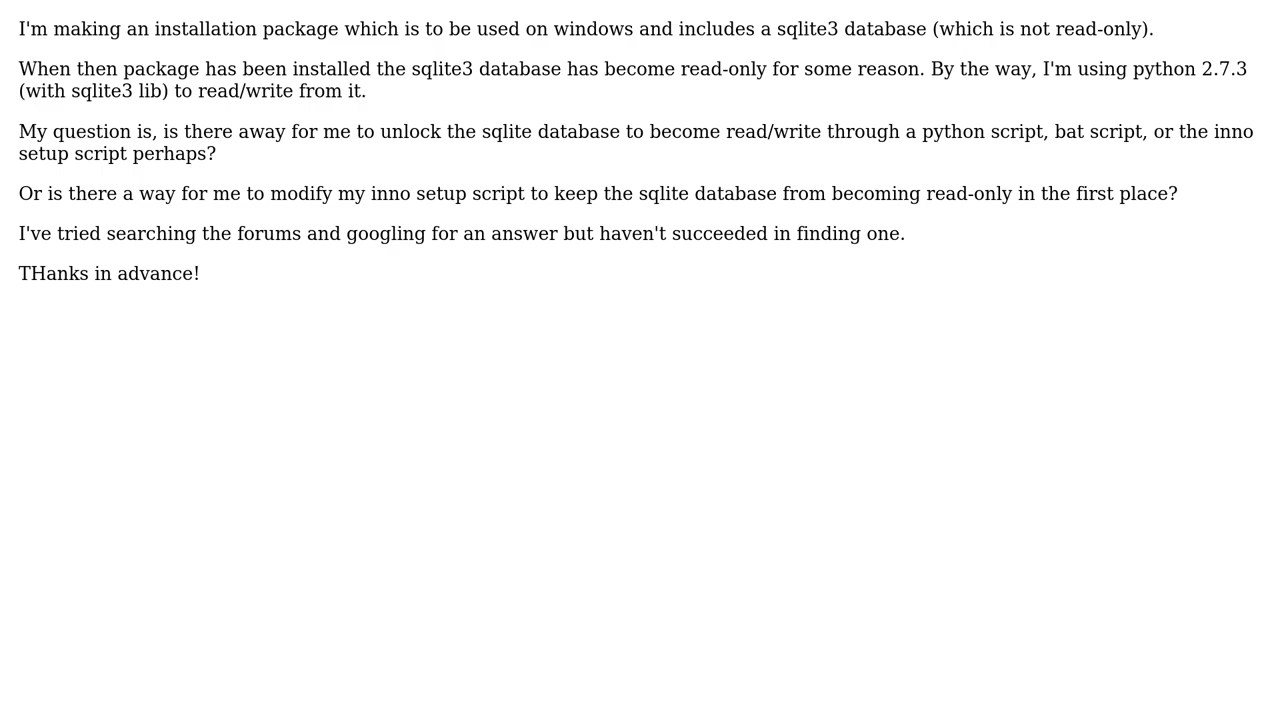 I'm making an installation package which is to be used on windows and includes a sqlite3 database (which is not read-only).
When then package has been installed the sqlite3 database has become read-only for some reason. By the way, I'm using python 2.7.3
(with sqlite3 lib) to read/write from it.
My question is, is there away for me to unlock the sqlite database to become read/write through a python script, bat script, or the inno
setup script perhaps?
Or is there a way for me to modify my inno setup script to keep the sqlite database from becoming read-only in the first place?
I've tried searching the forums and googling for an answer but haven't succeeded in finding one.
THanks in advance!